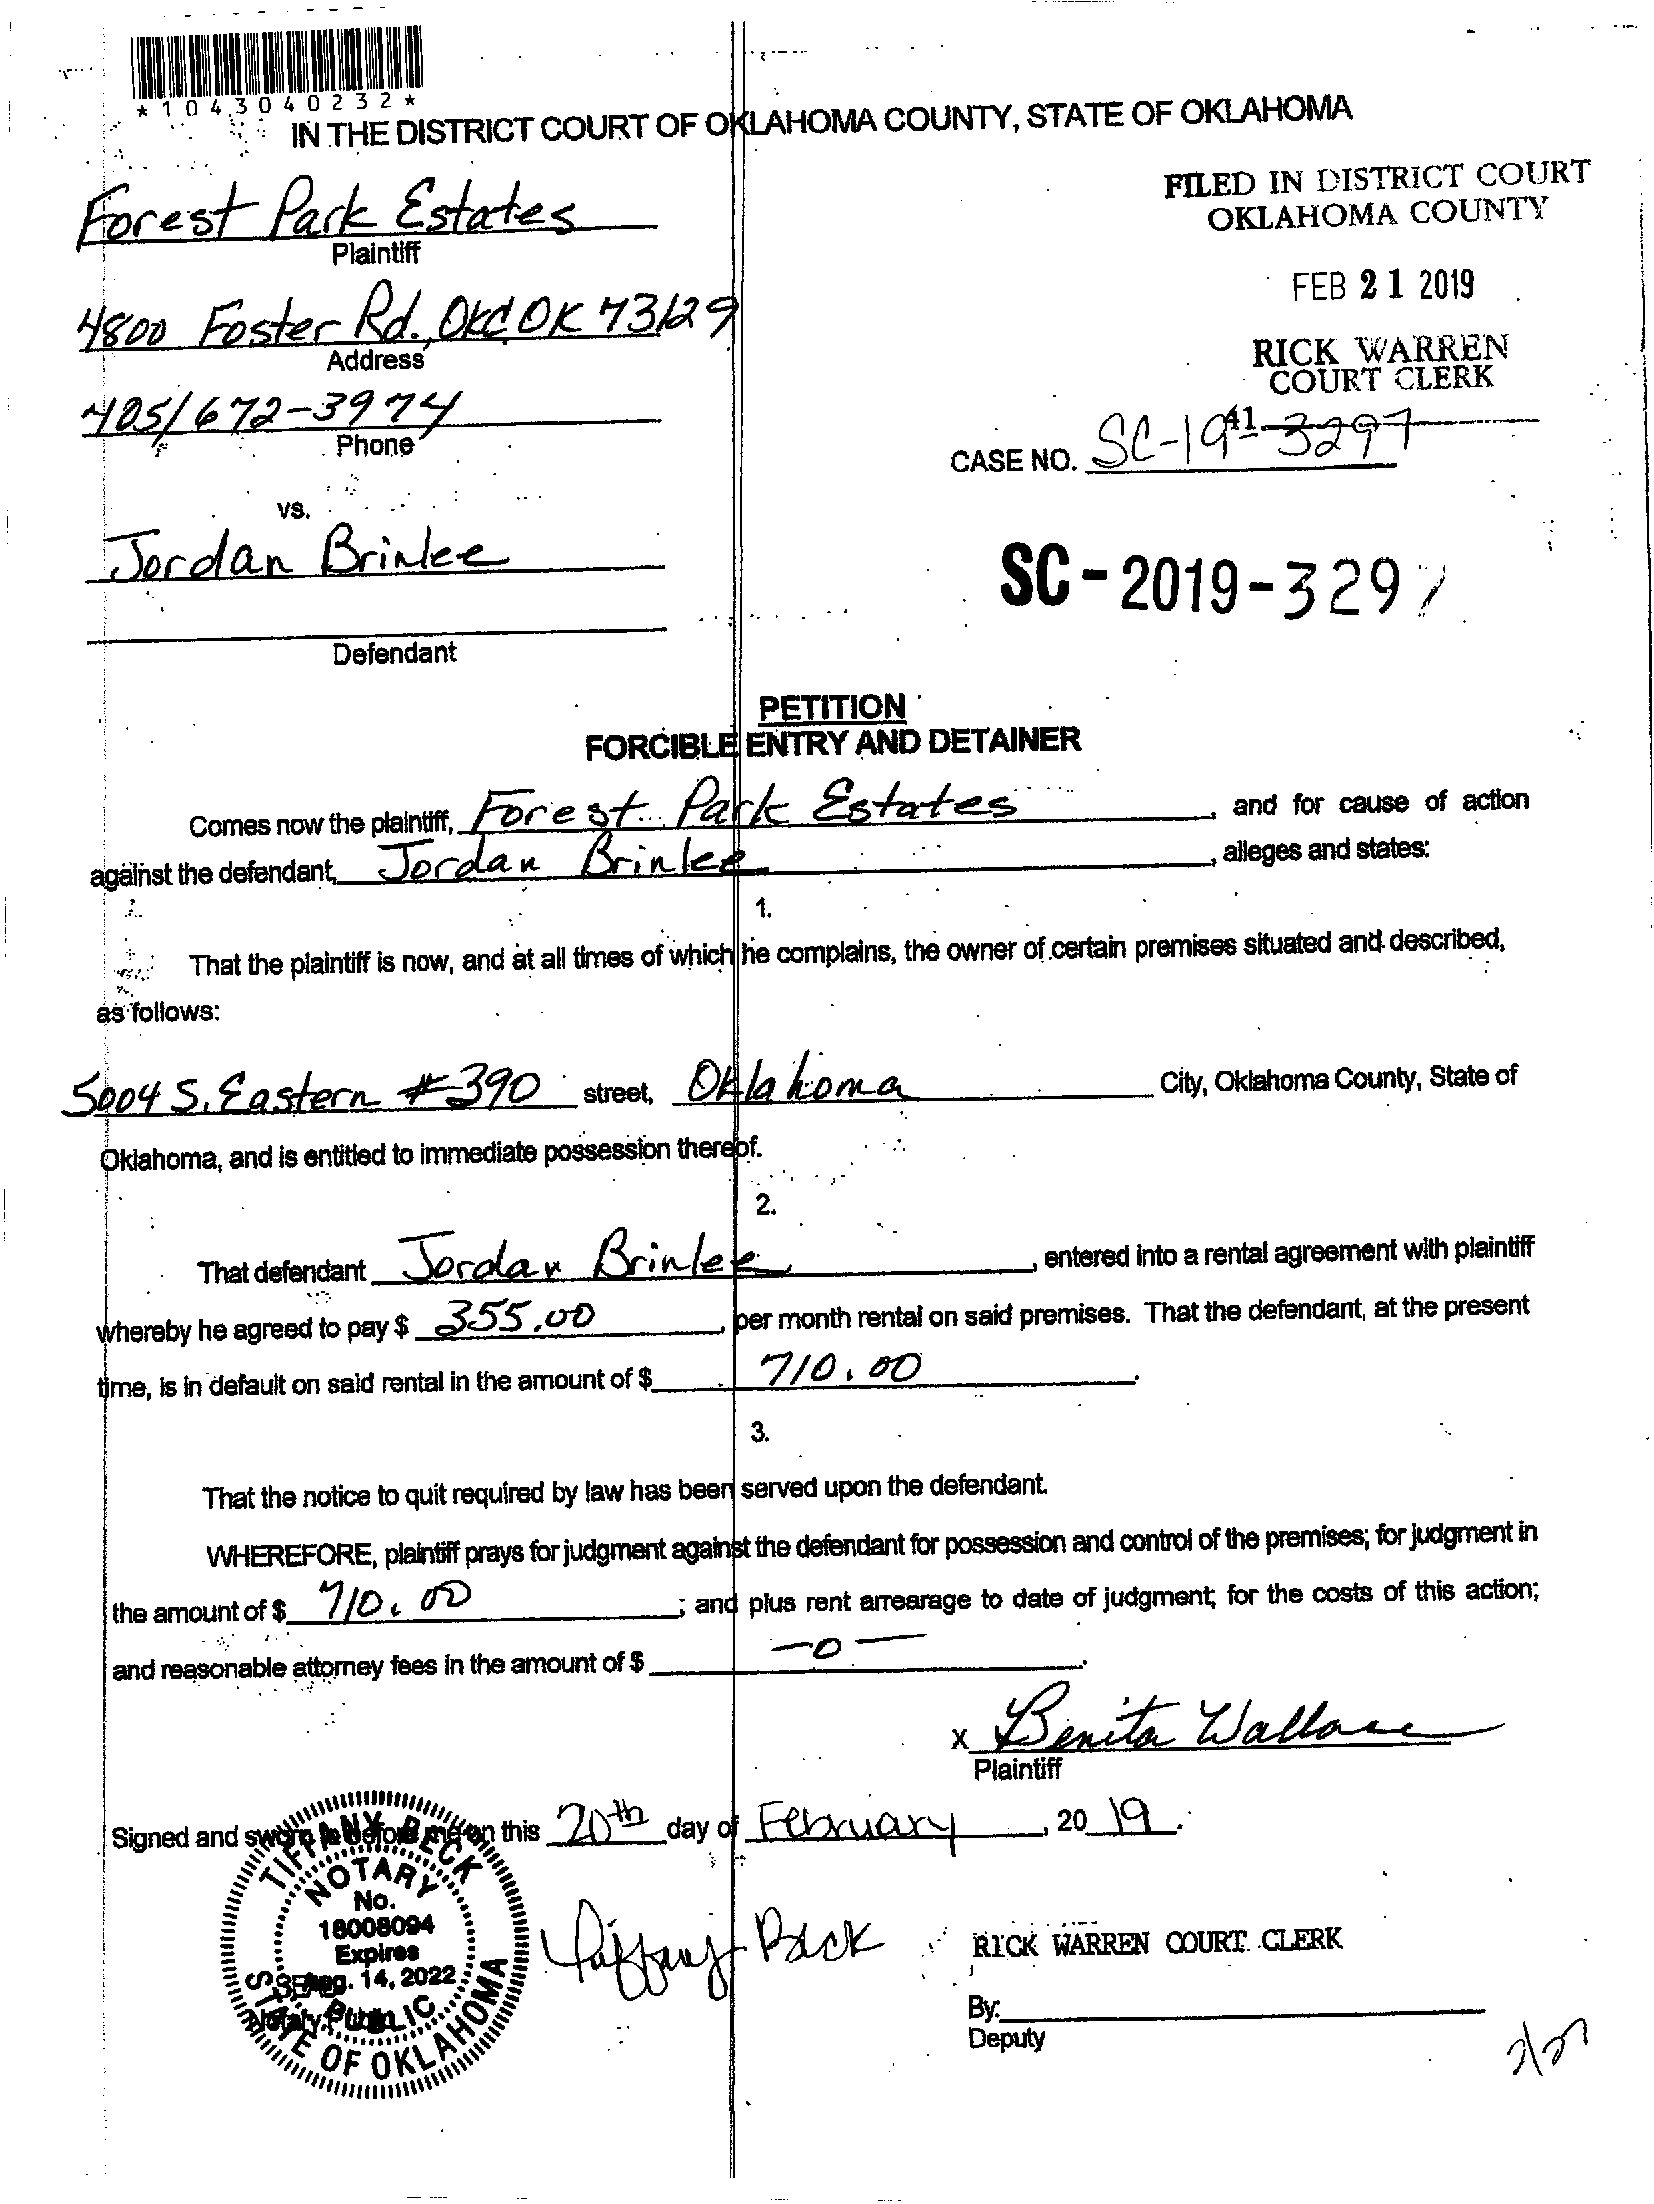 *1043040232*
IN THE DISTRICT COURT OF OKLAHOMA COUNTY, STATE OF OKLAHOMA
Forest Park Estates
Plaintiff
4800 Foster Rd., OKC OK 73129
Address
405/672-3974
Phone
vs.
Jordan Brinlee
Defendant
FILED IN DISTRICT COURT
OKLAHOMA COUNTY
FEB 21 2019
RICK WARREN
COURT CLERK
41
CASE NO. SC-19-3297
SC-2019-3297
PETITION
FORCIBLE ENTRY AND DETAINER
Comes now the plaintiff, Forest Park Estates, and for cause of action
against the defendant, Jordan Brinlee, alleges and states:
1.
That the plaintiff is now, and at all times of which he complains, the owner of certain premises situated and described,
as follows:
5004 S. Eastern #390 street, Oklahoma City, Oklahoma County, State of
Oklahoma, and is entitled to immediate possession thereof.
2.
That defendant Jordan Brinlee, entered into a rental agreement with plaintiff
whereby he agreed to pay $ 355.00, per month rental on said premises. That the defendant, at the present
time, is in default on said rental in the amount of $ 710.00.
3.
That the notice to quit required by law has been served upon the defendant.
WHEREFORE, plaintiff prays for judgment against the defendant for possession and control of the premises; for judgment in
the amount of $ 710.00; and plus rent arrearage to date of judgment; for the costs of this action;
and reasonable attorney fees in the amount of $ -0-.
x Benita Wallace
Plaintiff
Signed and sworn to before me on this 20th day of February, 2019.
TIFFANY BECK
NOTARY
No.
18008094
Expires
Aug. 14, 2022
PUBLIC
STATE OF OKLAHOMA
SEAL
Notary Public
Tiffany Beck
RICK WARREN COURT CLERK
By:
Deputy
2/27